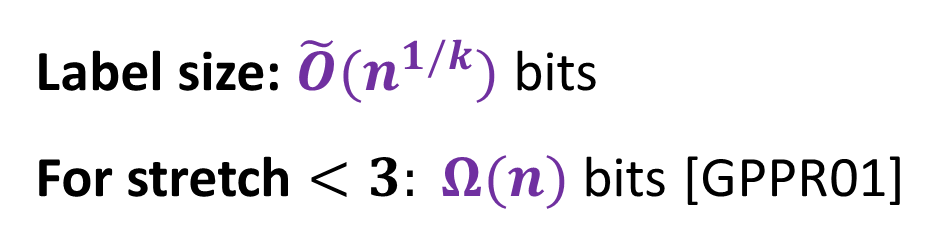 Label size: Õ(n^{1/k}) bits
For stretch < 3: Ω(n) bits [GPPR01]